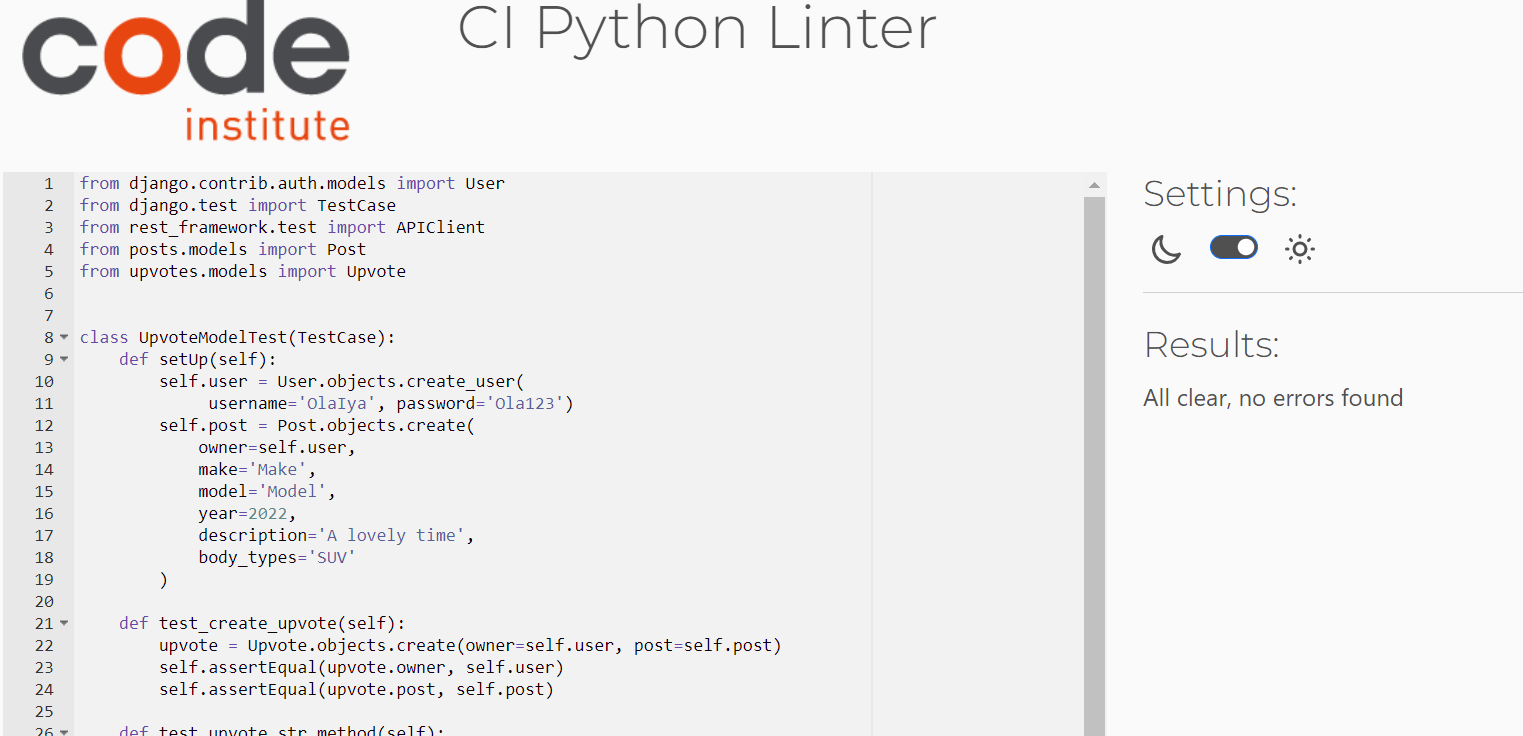 code
institute
CI Python Linter
1 from django.contrib.auth.models import User
2 from django.test import TestCase
3 from rest_framework.test import APIClient
4 from posts.models import Post
5 from upvotes.models import Upvote
6
7
8 class UpvoteModelTest(TestCase):
9     def setUp(self):
10         self.user = User.objects.create_user(
11              username='OlaIya', password='Ola123')
12         self.post = Post.objects.create(
13             owner=self.user,
14             make='Make',
15             model='Model',
16             year=2022,
17             description='A lovely time',
18             body_types='SUV'
19         )
20
21     def test_create_upvote(self):
22         upvote = Upvote.objects.create(owner=self.user, post=self.post)
23         self.assertEqual(upvote.owner, self.user)
24         self.assertEqual(upvote.post, self.post)
25
26     def test_upvote_str_method(self):
Settings:
Results:
All clear, no errors found